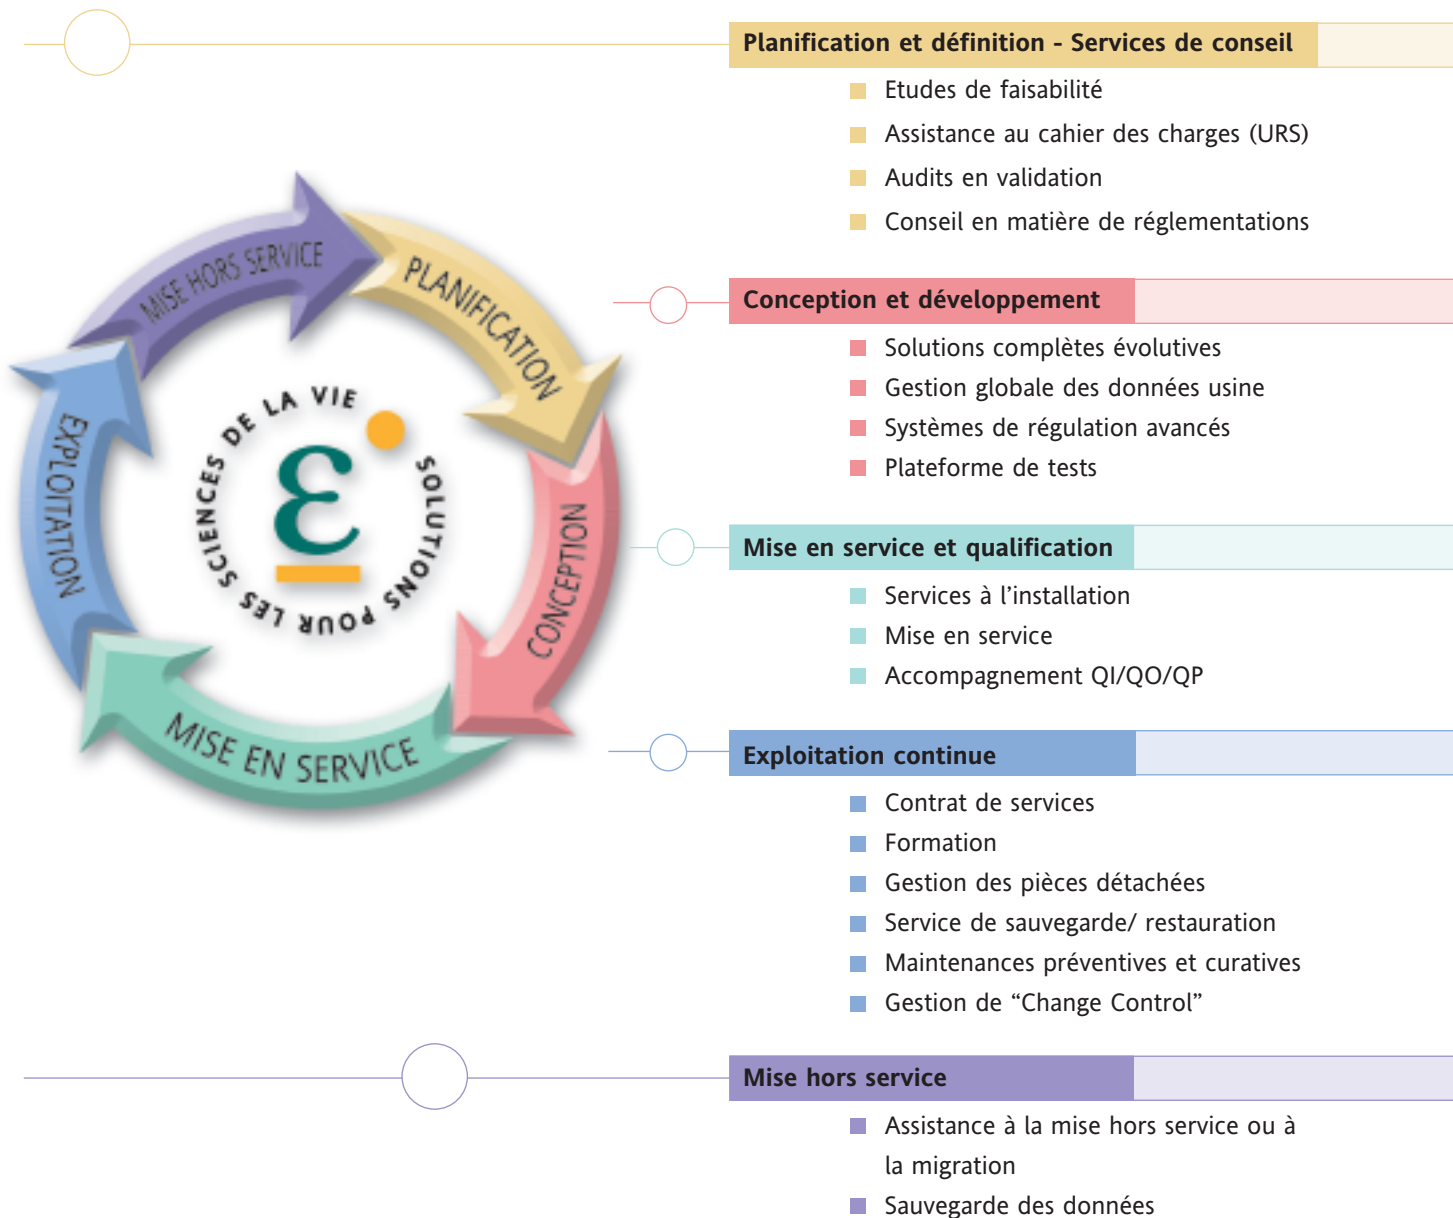 Planification et définition - Services de conseil
Etudes de faisabilité
Assistance au cahier des charges (URS)
Audits en validation
Conseil en matière de réglementations
MISE HORS SERVICE
PLANIFICATION
CONCEPTION
MISE EN SERVICE
EXPLOITATION
SOLUTIONS POUR LES SCIENCES DE LA VIE
ε
Conception et développement
Solutions complètes évolutives
Gestion globale des données usine
Systèmes de régulation avancés
Plateforme de tests
Mise en service et qualification
Services à l’installation
Mise en service
Accompagnement QI/QO/QP
Exploitation continue
Contrat de services
Formation
Gestion des pièces détachées
Service de sauvegarde/ restauration
Maintenances préventives et curatives
Gestion de “Change Control”
Mise hors service
Assistance à la mise hors service ou à
la migration
Sauvegarde des données